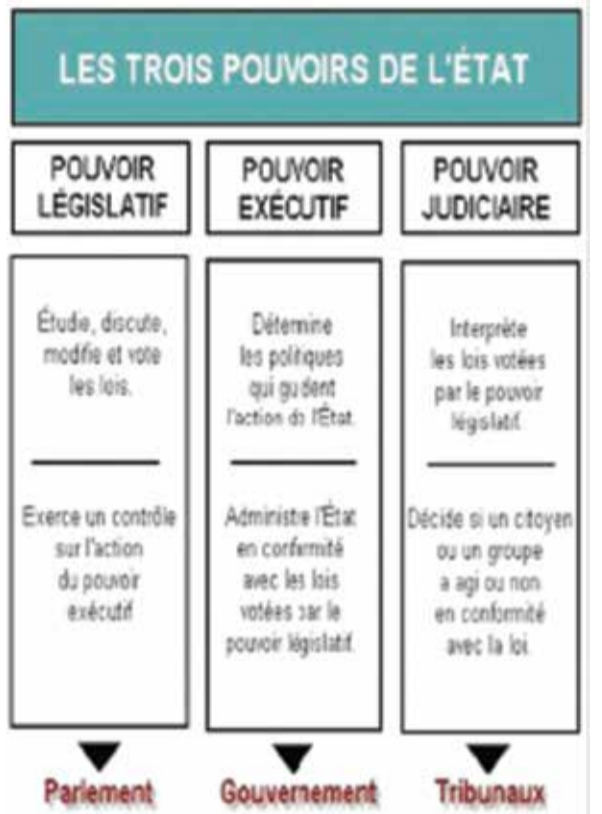 LES TROIS POUVOIRS DE L'ÉTAT
POUVOIR
LÉGISLATIF
Étudie, discute,
modifie et vote
les lois.
Exerce un contrôle
sur l'action
du pouvoir
exécutif
Parlement
POUVOIR
EXÉCUTIF
Détermine
les politiques
qui guident
l'action de l'État.
Administre l'État
en conformité
avec les lois
votées par le
pouvoir législatif
Gouvernement
POUVOIR
JUDICIAIRE
Interprète
les lois votées
par le pouvoir
législatif
Décide si un citoyen
ou un groupe
a agi ou non
en conformité
avec la loi
Tribunaux